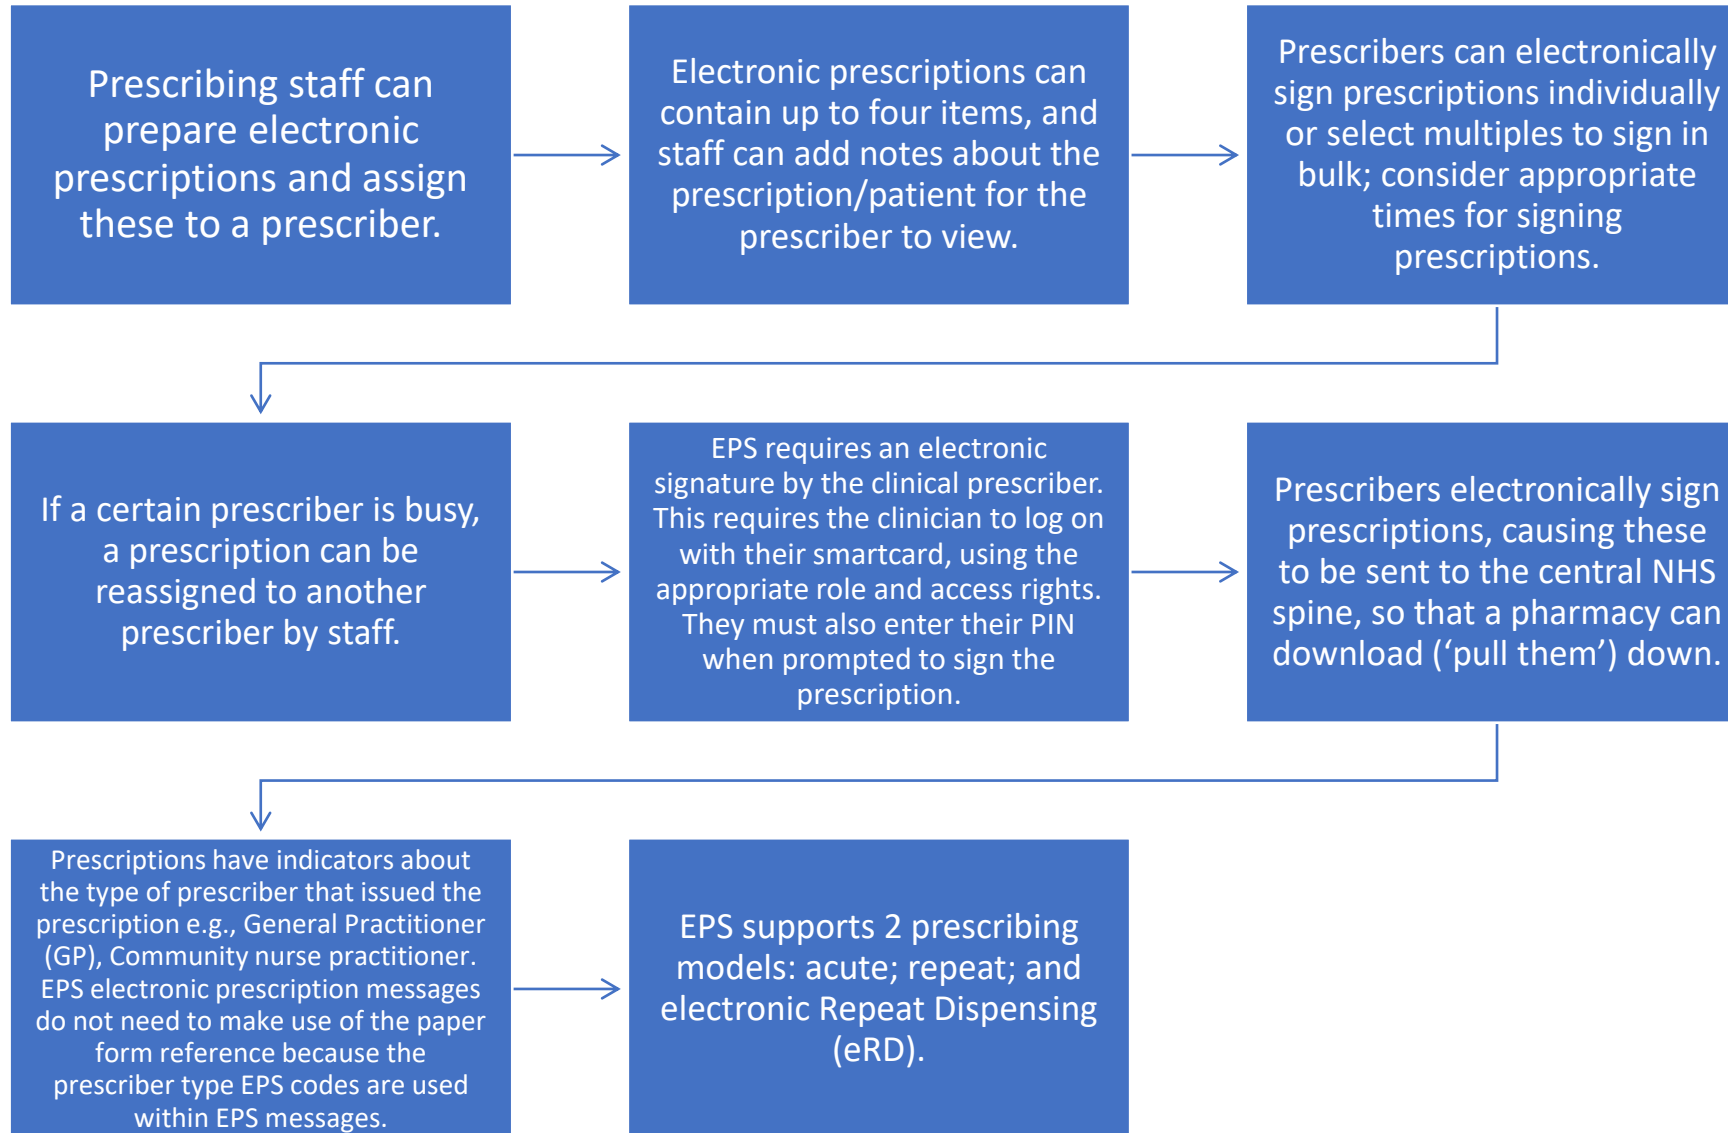 Prescribing staff can
prepare electronic
prescriptions and assign
these to a prescriber.
Electronic prescriptions can
contain up to four items, and
staff can add notes about the
prescription/patient for the
prescriber to view.
Prescribers can electronically
sign prescriptions individually
or select multiples to sign in
bulk; consider appropriate
times for signing
prescriptions.
If a certain prescriber is busy,
a prescription can be
reassigned to another
prescriber by staff.
EPS requires an electronic
signature by the clinical prescriber.
This requires the clinician to log on
with their smartcard, using the
appropriate role and access rights.
They must also enter their PIN
when prompted to sign the
prescription.
Prescribers electronically sign
prescriptions, causing these
to be sent to the central NHS
spine, so that a pharmacy can
download (‘pull them’) down.
Prescriptions have indicators about
the type of prescriber that issued the
prescription e.g., General Practitioner
(GP), Community nurse practitioner.
EPS electronic prescription messages
do not need to make use of the paper
form reference because the
prescriber type EPS codes are used
within EPS messages.
EPS supports 2 prescribing
models: acute; repeat; and
electronic Repeat Dispensing
(eRD).